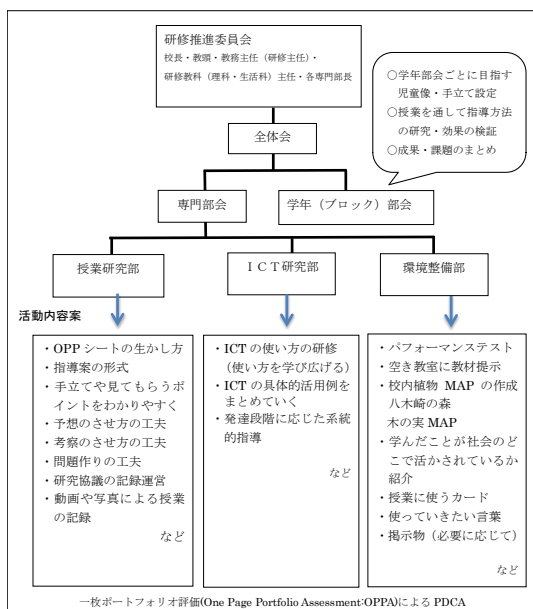 研修推進委員会
校長・教頭・教務主任（研修主任）・
研修教科（理科・生活科）主任・各専門部長
○学年部会ごとに目指す
児童像・手立て設定
○授業を通して指導方法
の研究・効果の検証
○成果・課題のまとめ
全体会
専門部会
学年（ブロック）部会
授業研究部
ＩＣＴ研究部
環境整備部
活動内容案
・OPP シートの生かし方
・指導案の形式
・手立てや見てもらうポ
イントをわかりやすく
・予想のさせ方の工夫
・考察のさせ方の工夫
・問題作りの工夫
・研究協議の記録運営
・動画や写真による授業
の記録
など
・ICT の使い方の研修
（使い方を学び広げる）
・ICT の具体的活用例を
まとめていく
・発達段階に応じた系統
的指導
など
・パフォーマンステスト
・空き教室に教材提示
・校内植物 MAP の作成
八木崎の森
木の実 MAP
・学んだことが社会のど
こで活かされているか
紹介
・授業に使うカード
・使っていきたい言葉
・掲示物（必要に応じて）
など
一枚ポートフォリオ評価(One Page Portfolio Assessment:OPPA)による PDCA